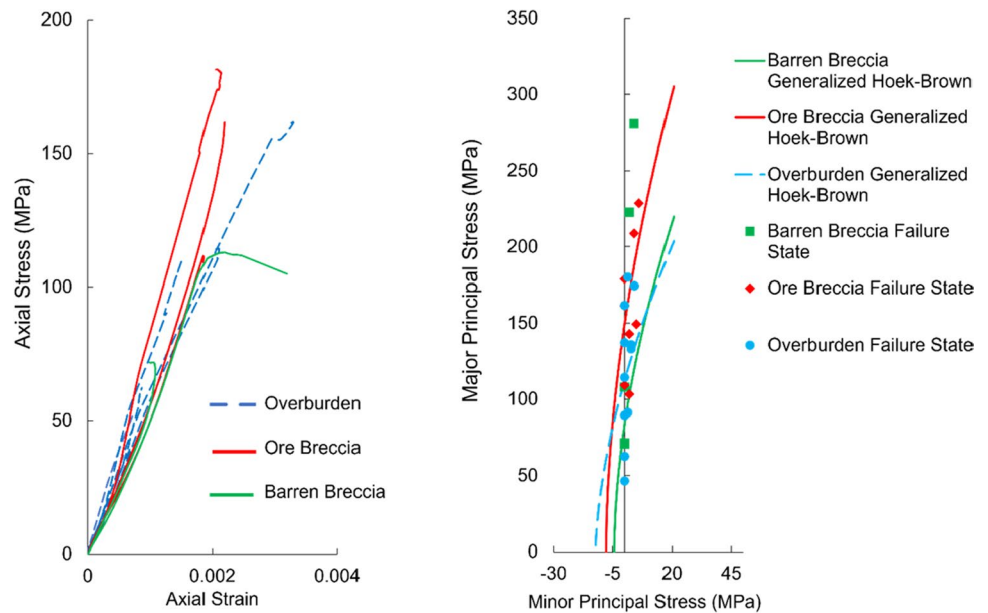 200
150
100
50
0
0
0.002
0.004
Axial Stress (MPa)
Axial Strain
Overburden
Ore Breccia
Barren Breccia
350
300
250
200
150
100
50
0
-30
-5
20
45
Major Principal Stress (MPa)
Minor Principal Stress (MPa)
Barren Breccia
Generalized Hoek-Brown
Ore Breccia Generalized
Hoek-Brown
Overburden Generalized
Hoek-Brown
Barren Breccia Failure
State
Ore Breccia Failure State
Overburden Failure State